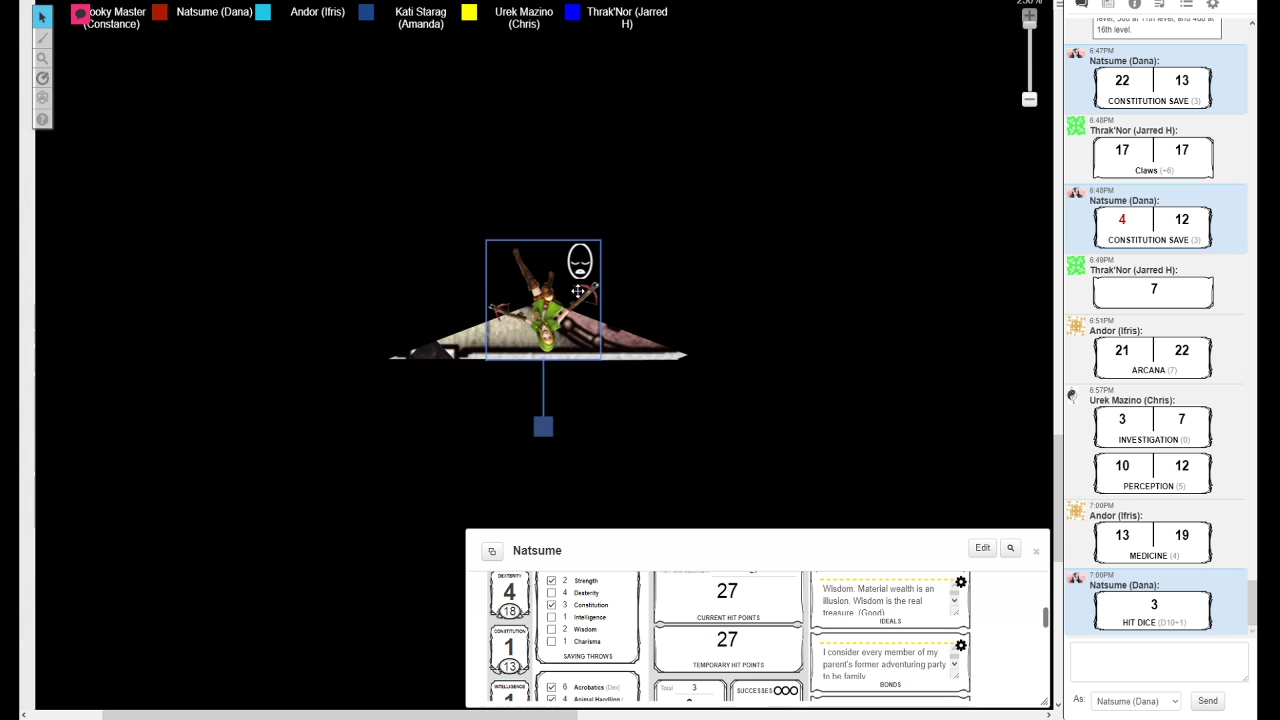 ooky Master
(Constance)
Natsume (Dana)
Andor (Ifris)
Kati Starag
(Amanda)
Urek Mazino
(Chris)
Thrak'Nor (Jarred
H)
level, 3d8 at 11th level, and 4d8 at
16th level.
6:47PM
Natsume (Dana):
22 13
CONSTITUTION SAVE (3)
6:48PM
Thrak'Nor (Jarred H):
17 17
Claws (+6)
6:48PM
Natsume (Dana):
4 12
CONSTITUTION SAVE (3)
6:49PM
Thrak'Nor (Jarred H):
7
6:51PM
Andor (Ifris):
21 22
ARCANA (7)
6:57PM
Urek Mazino (Chris):
3 7
INVESTIGATION (0)
10 12
PERCEPTION (5)
7:00PM
Andor (Ifris):
13 19
MEDICINE (4)
7:00PM
Natsume (Dana):
3
HIT DICE (D10+1)
As: Natsume (Dana) Send
Natsume
Edit
DEXTERITY
4
18
CONSTITUTION
1
13
INTELLIGENCE
2 Strength
4 Dexterity
3 Constitution
1 Intelligence
2 Wisdom
1 Charisma
SAVING THROWS
6 Acrobatics (Dex)
4 Animal Handling
27
CURRENT HIT POINTS
27
TEMPORARY HIT POINTS
Total 3
SUCCESSES
Wisdom. Material wealth is an
illusion. Wisdom is the real
treasure. (Good)
IDEALS
I consider every member of my
parent's former adventuring party
to be family
BONDS